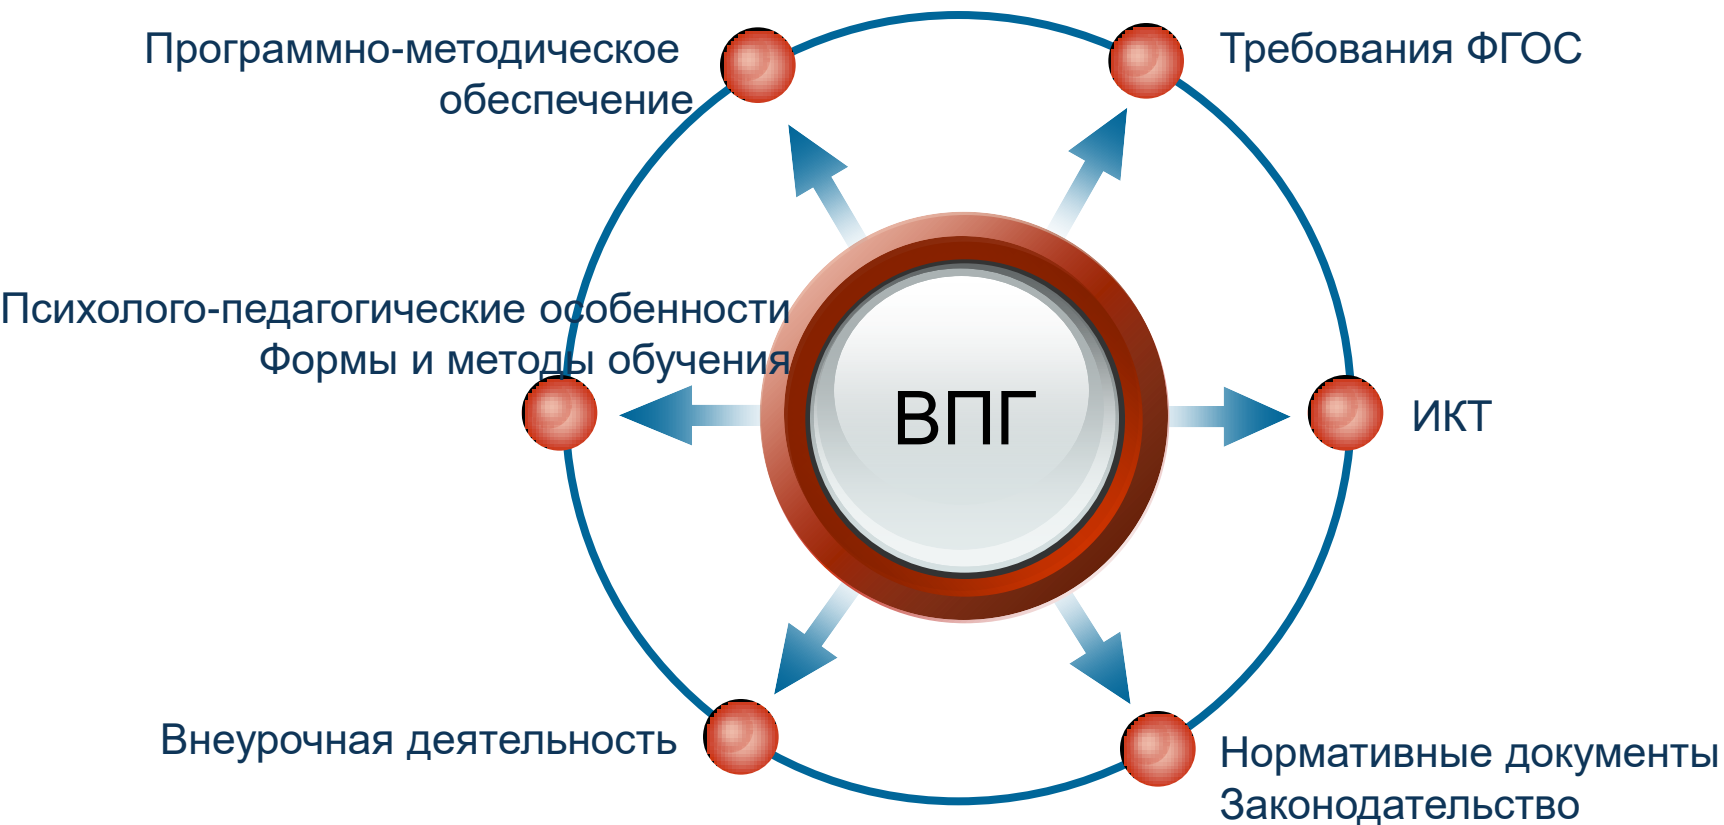 Программно-методическое
обеспечение
Требования ФГОС
Психолого-педагогические особенности
Формы и методы обучения
ВПГ
ИКТ
Внеурочная деятельность
Нормативные документы
Законодательство